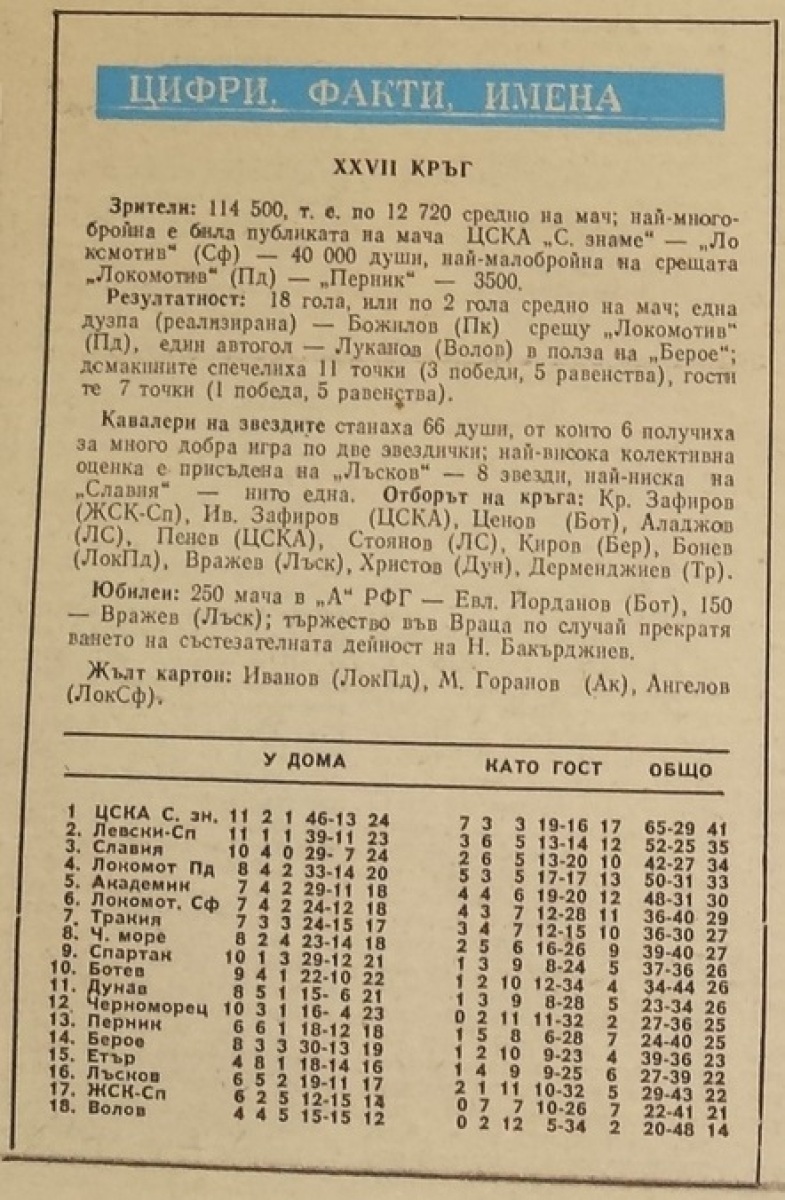 ЦИФРИ, ФАКТИ, ИМЕНА
XXVII КРЪГ
Зрители: 114 500, т. е. по 12 720 средно на мач; най-много-
бройна е била публиката на мача ЦСКА „С. знаме“ — „Ло
ксмотив“ (Сф) — 40 000 души, най-малобройна на срещата
„Локомотив“ (Пд) — „Перник“ — 3500.
Резултатност: 18 гола, или по 2 гола средно на мач; една
дузпа (реализирана) — Божилов (Пк) срещу „Локомотив“
(Пд), един автогол — Луканов (Волов) в полза на „Берое“;
домакините спечелиха 11 точки (3 победи, 5 равенства), гости
те 7 точки (1 победа, 5 равенства).
Кавалери на звездите станаха 66 души, от които 6 получиха
за много добра игра по две звездички; най-висока колективна
оценка е присъдена на „Лъсков“ — 8 звезди, най-ниска на
„Славия“ — нито една. Отборът на кръга: Кр. Зафиров
(ЖСК-Сп), Ив. Зафиров (ЦСКА), Ценов (Бот), Аладжов
(ЛС), Пенев (ЦСКА), Стоянов (ЛС), Киров (Бер), Бонев
(ЛокПд), Вражев (Лъск), Христов (Дун), Дерменджиев (Тр).
Юбилеи: 250 мача в „А“ РФГ — Евл. Йорданов (Бот), 150
— Вражев (Лъск); тържество във Враца по случай прекратя
ването на състезателната дейност на Н. Бакърджиев.
Жълт картон: Иванов (ЛокПд), М. Горанов (Ак), Ангелов
(ЛокСф).
У ДОМА КАТО ГОСТ ОБЩО
1 ЦСКА С. зн. 11 2 1 46-13 24 7 3 3 19-16 17 65-29 41
2. Левски-Сп 11 1 1 39-11 23 3 6 5 13-14 12 52-25 35
3. Славия 10 4 0 29- 7 24 2 6 5 13-20 10 42-27 34
4. Локомот Пд 8 4 2 33-14 20 5 3 5 17-17 13 50-31 33
5. Академик 7 4 2 29-11 18 4 4 6 19-20 12 48-31 30
6. Локомот. Сф 7 4 2 24-12 18 4 3 7 12-28 11 36-40 29
7. Тракия 7 3 3 24-15 17 3 4 7 12-15 10 36-30 27
8. Ч. море 8 2 4 23-14 18 2 5 6 16-26 9 39-40 27
9. Спартак 10 1 3 29-12 21 1 3 9 8-24 5 37-36 26
10. Ботев 9 4 1 22-10 22 1 2 10 12-34 4 34-44 26
11. Дунав 8 5 1 15- 6 21 1 3 9 8-28 5 23-34 26
12 Черноморец 10 3 1 16- 4 23 0 2 11 11-32 2 27-36 25
13. Перник 6 6 1 18-12 18 1 5 8 6-28 7 24-40 25
14. Берое 8 3 3 30-13 19 1 2 10 9-23 4 39-36 23
15. Етър 4 8 1 18-14 16 1 4 9 9-25 6 27-39 22
16. Лъсков 6 5 2 19-11 17 2 1 11 10-32 5 29-43 22
17. ЖСК-Сп 6 2 5 12-15 14 0 7 7 10-26 7 22-41 21
18. Волов 4 4 5 15-15 12 0 2 12 5-34 2 20-48 14